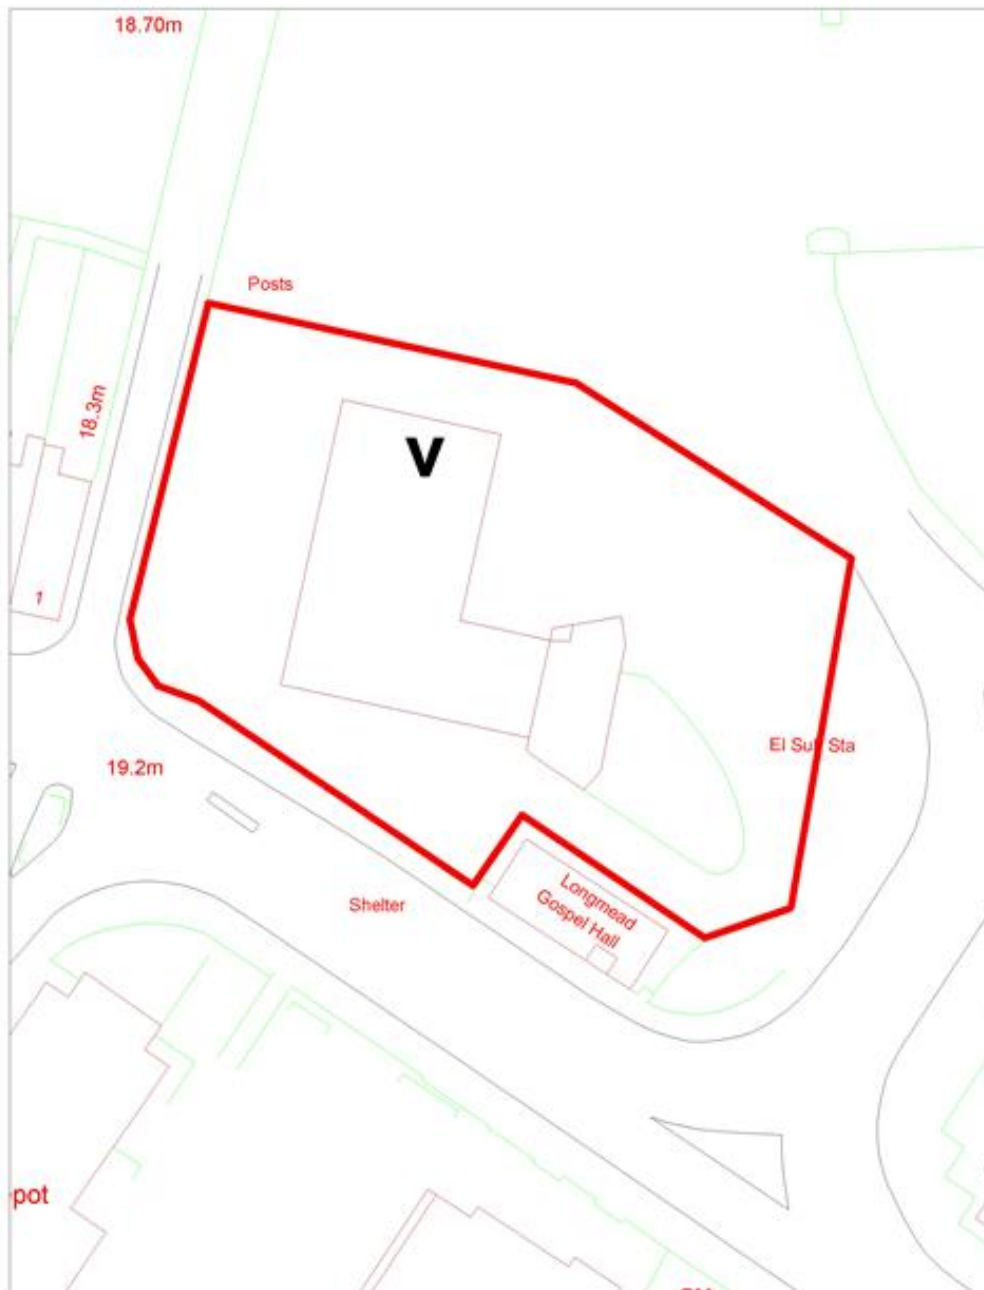 18.70m
Posts
18.3m
V
1
El Sub Sta
19.2m
Longmead
Gospel Hall
Shelter
pot